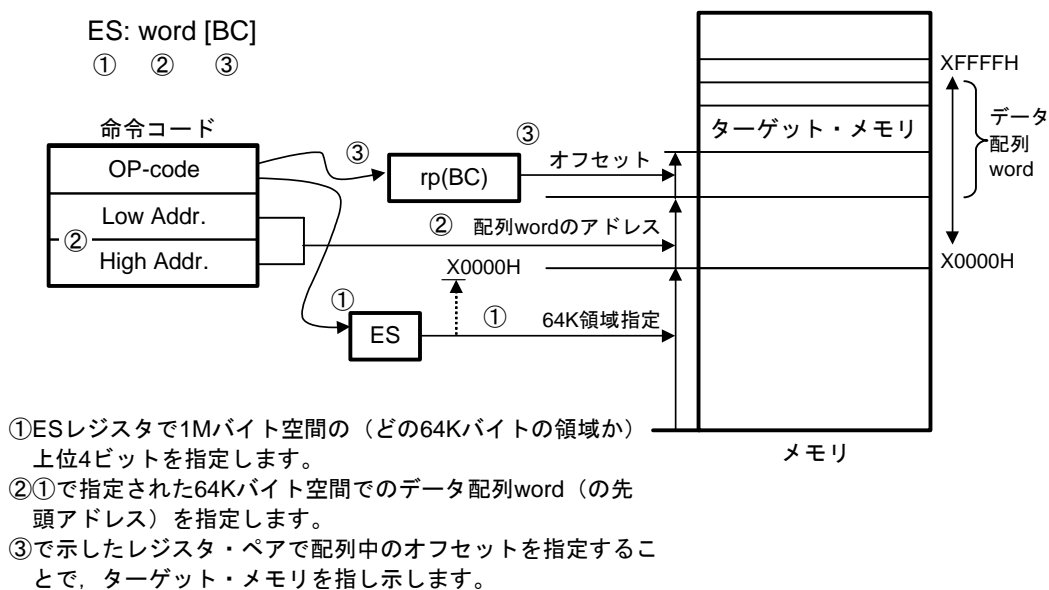 ES: word [BC]
① ② ③
命令コード
OP-code
Low Addr.
②
High Addr.
③
rp(BC)
③
オフセット
② 配列wordのアドレス
X0000H
①
ES
①
64K領域指定
ターゲット・メモリ
XFFFFH
データ
配列
word
X0000H
メモリ
①ESレジスタで1Mバイト空間の（どの64Kバイトの領域か）
上位4ビットを指定します。
②①で指定された64Kバイト空間でのデータ配列word（の先
頭アドレス）を指定します。
③で示したレジスタ・ペアで配列中のオフセットを指定するこ
とで，ターゲット・メモリを指し示します。